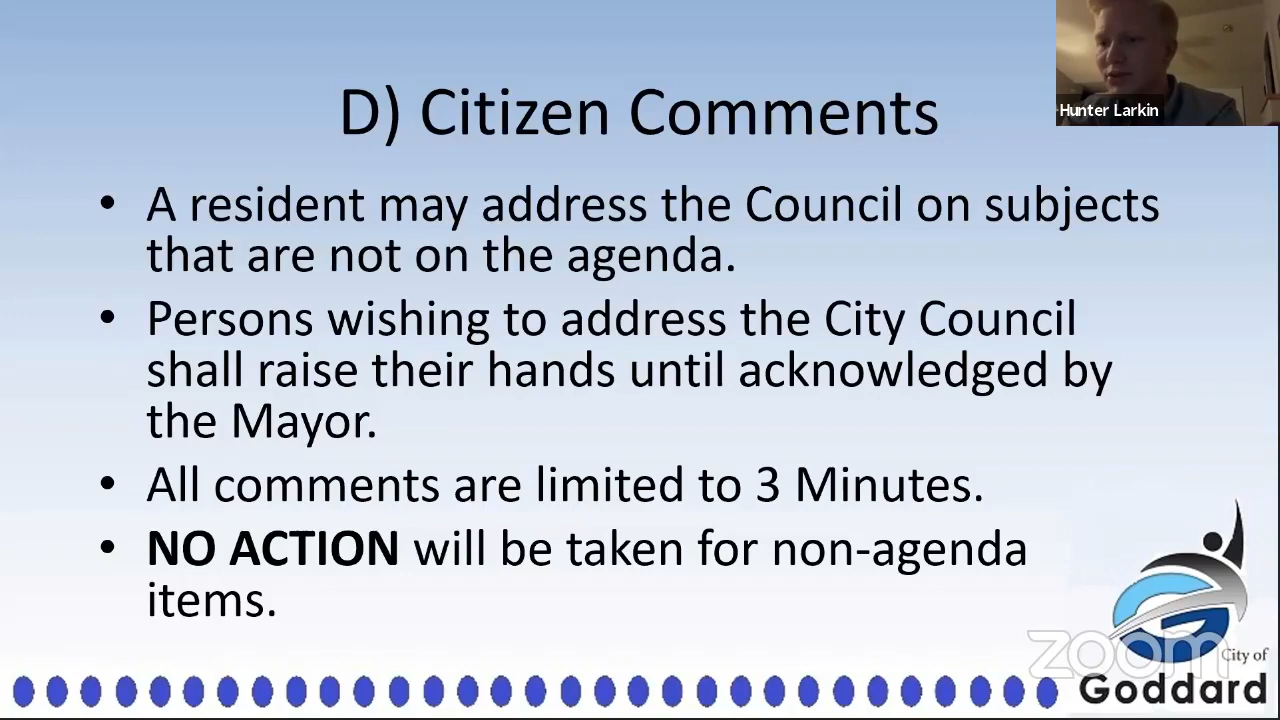 Hunter Larkin
D) Citizen Comments
• A resident may address the Council on subjects
that are not on the agenda.
• Persons wishing to address the City Council
shall raise their hands until acknowledged by
the Mayor.
• All comments are limited to 3 Minutes.
• NO ACTION will be taken for non-agenda
items.
zoom
City of
Goddard